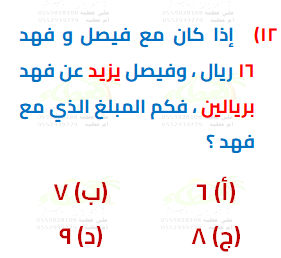 ١٢) إذا كان مع فيصل و فهد
١٦ ريال ، وفيصل يزيد عن فهد
بريالين ، فكم المبلغ الذي مع
فهد ؟
(أ) ٦ (ب) ٧
(ج) ٨ (د) ٩